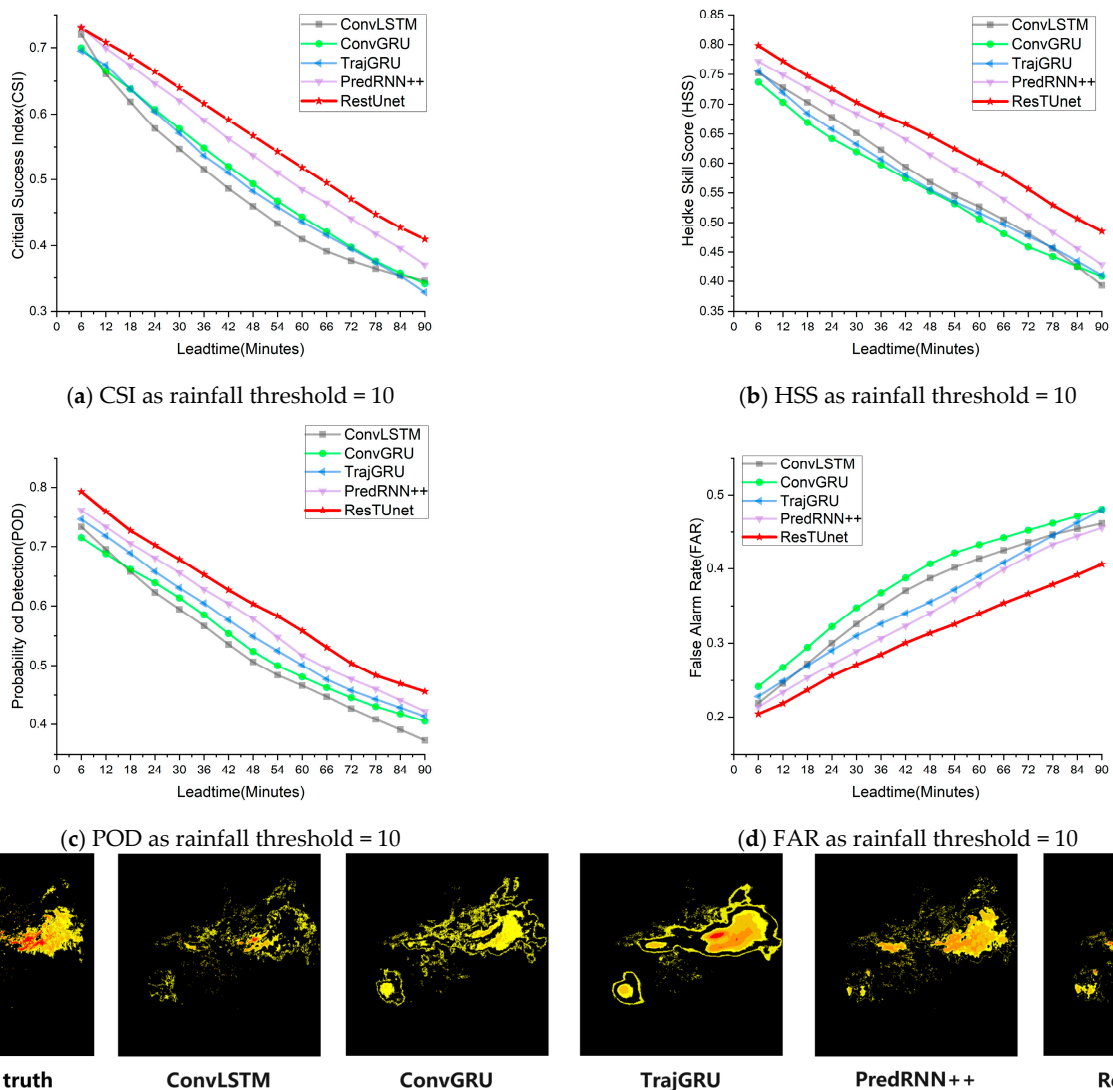 ConvLSTM
ConvGRU
TrajGRU
PredRNN++
RestUnet
Critical Success Index(CSI)
0.7
0.6
0.5
0.4
0.3
0 6 12 18 24 30 36 42 48 54 60 66 72 78 84 90
Leadtime(Minutes)
(a) CSI as rainfall threshold = 10
ConvLSTM
ConvGRU
TrajGRU
PredRNN++
ResTUnet
Heidke Skill Score (HSS)
0.85
0.80
0.75
0.70
0.65
0.60
0.55
0.50
0.45
0.40
0.35
0 6 12 18 24 30 36 42 48 54 60 66 72 78 84 90
Leadtime(Minutes)
(b) HSS as rainfall threshold = 10
ConvLSTM
ConvGRU
TrajGRU
PredRNN++
ResTUnet
Probability od Detection(POD)
0.8
0.7
0.6
0.5
0.4
0 6 12 18 24 30 36 42 48 54 60 66 72 78 84 90
Leadtime(Minutes)
(c) POD as rainfall threshold = 10
ConvLSTM
ConvGRU
TrajGRU
PredRNN++
ResTUnet
False Alarm Rate(FAR)
0.5
0.4
0.3
0.2
0 6 12 18 24 30 36 42 48 54 60 66 72 78 84 90
Leadtime(Minutes)
(d) FAR as rainfall threshold = 10
truth ConvLSTM ConvGRU TrajGRU PredRNN++